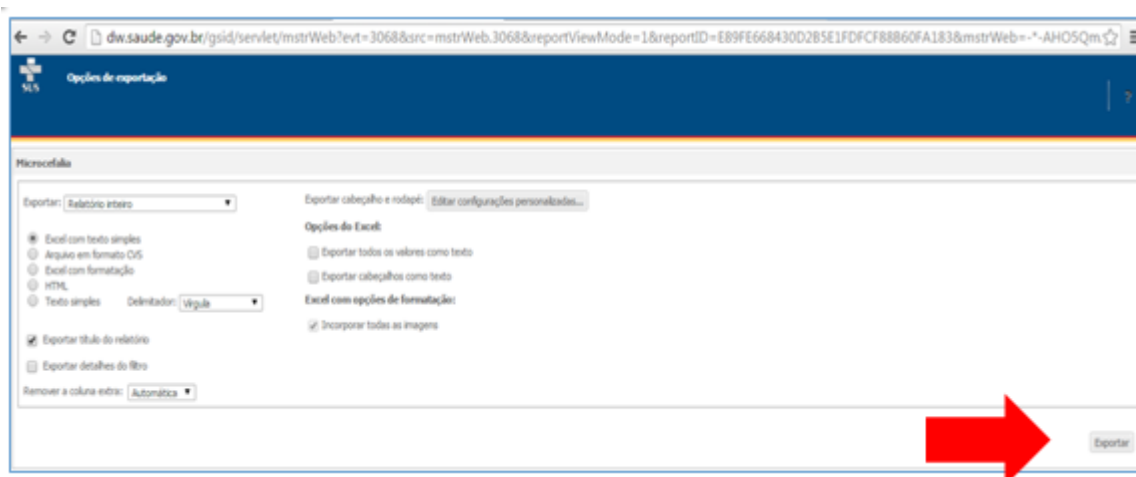 dw.saude.gov.br/gsid/servlet/mstrWeb?evt=3068&src=mstrWeb.3068&reportViewMode=1&reportID=E89FE668430D2B5E1FDFCF88B60FA183&mstrWeb=-*-AHO5Qm
SUS
Opções de exportação
?
Microcefalia
Exportar: Relatório inteiro
Excel com texto simples
Arquivo em formato CVS
Excel com formatação
HTML
Texto simples Delimitador: Vírgula
Exportar título do relatório
Exportar detalhes do filtro
Remover a coluna extra: Automática
Exportar cabeçalho e rodapé: Editar configurações personalizadas...
Opções do Excel:
Exportar todos os valores como texto
Exportar cabeçalhos como texto
Excel com opções de formatação:
Incorporar todas as imagens
Exportar